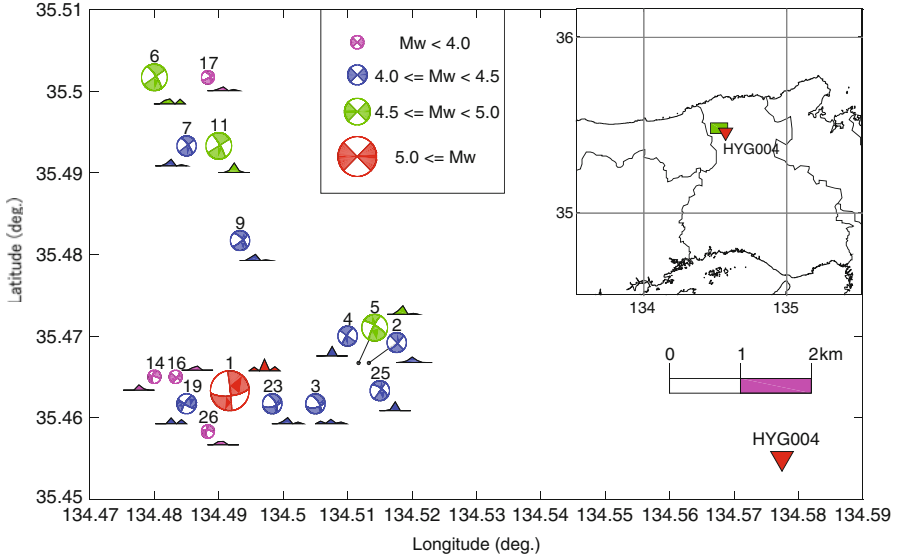 35.51
35.5
35.49
35.48
35.47
35.46
35.45
Latitude (deg.)
134.47 134.48 134.49 134.5 134.51 134.52 134.53 134.54 134.55 134.56 134.57 134.58 134.59
Longitude (deg.)
Mw < 4.0
4.0 <= Mw < 4.5
4.5 <= Mw < 5.0
5.0 <= Mw
6
17
7
11
9
5
4
2
14
16
1
19
23
3
25
26
36
35
134
135
HYG004
0
1
2km
HYG004